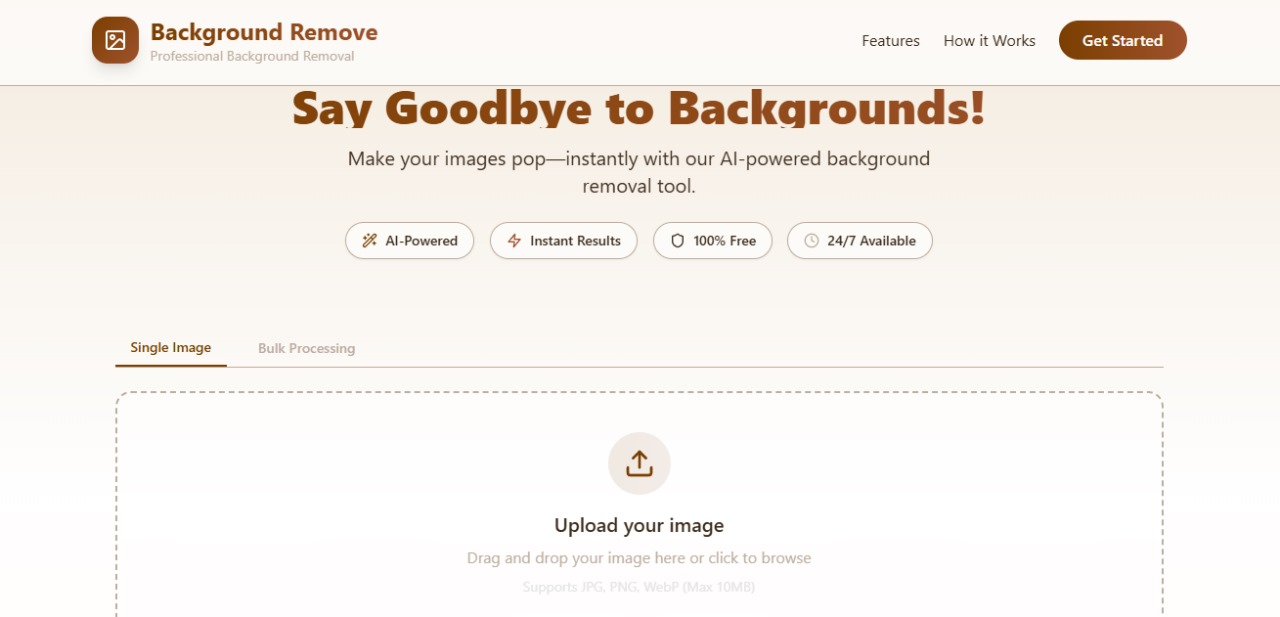 Background Remove
Professional Background Removal
Features
How it Works
Get Started
Say Goodbye to Backgrounds!
Make your images pop—instantly with our AI-powered background
removal tool.
AI-Powered
Instant Results
100% Free
24/7 Available
Single Image
Bulk Processing
Upload your image
Drag and drop your image here or click to browse
Supports JPG, PNG, WebP (Max 10MB)